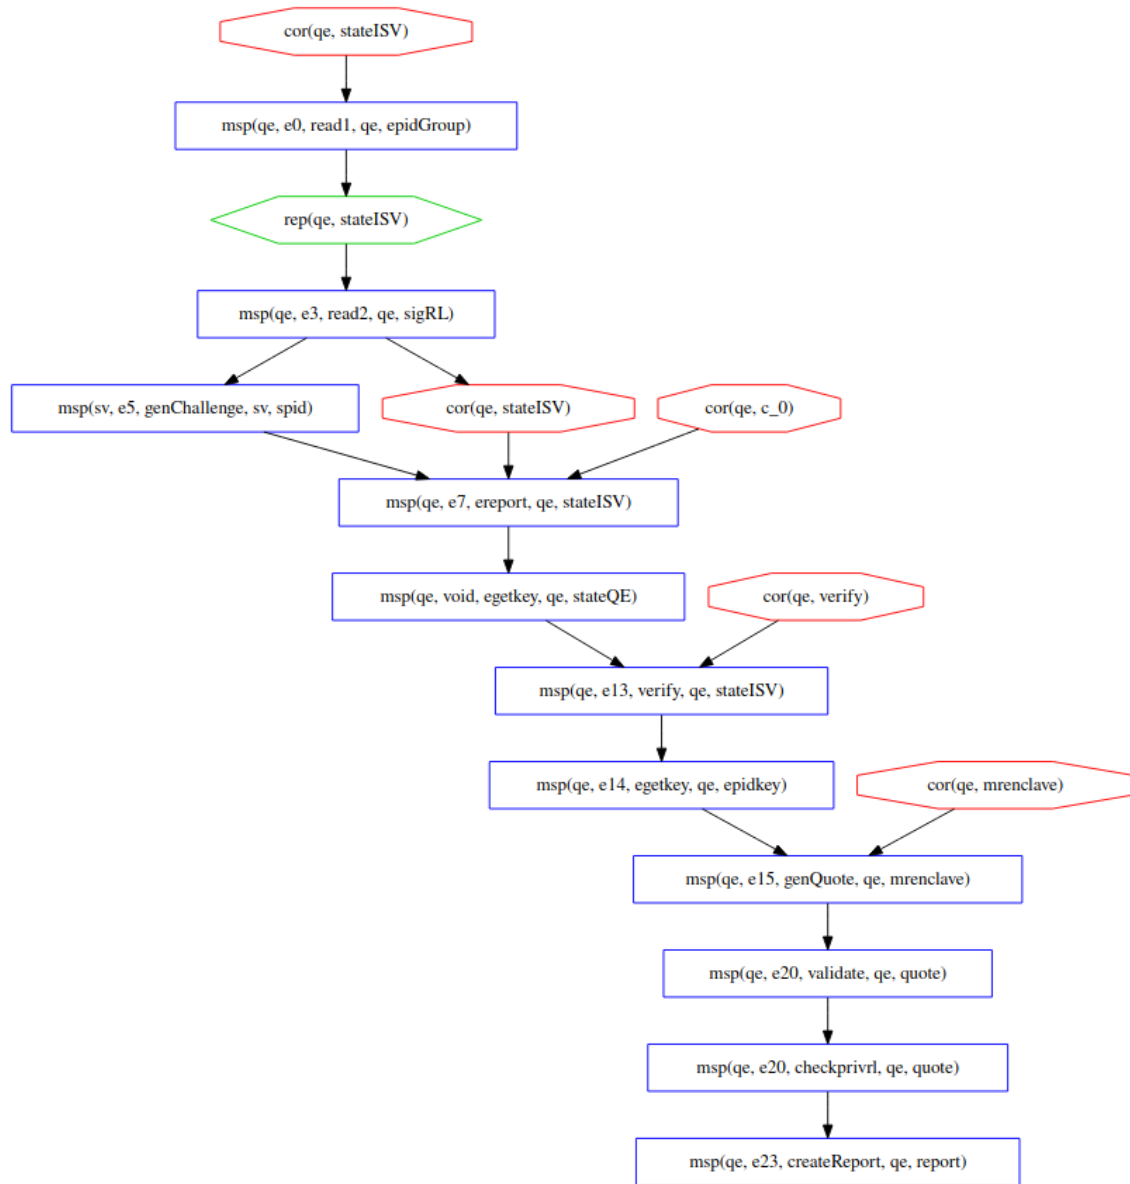 cor(qe, stateISV)
msp(qe, e0, read1, qe, epidGroup)
rep(qe, stateISV)
msp(qe, e3, read2, qe, sigRL)
msp(sv, e5, genChallenge, sv, spid)
cor(qe, stateISV)
cor(qe, c_0)
msp(qe, e7, ereport, qe, stateISV)
msp(qe, void, egetkey, qe, stateQE)
cor(qe, verify)
msp(qe, e13, verify, qe, stateISV)
msp(qe, e14, egetkey, qe, epidkey)
cor(qe, mrenclave)
msp(qe, e15, genQuote, qe, mrenclave)
msp(qe, e20, validate, qe, quote)
msp(qe, e20, checkprivrl, qe, quote)
msp(qe, e23, createReport, qe, report)